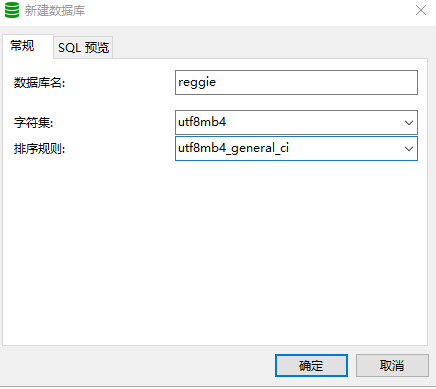 新建数据库
常规 SQL 预览
数据库名: reggie
字符集: utf8mb4
排序规则: utf8mb4_general_ci
确定 取消